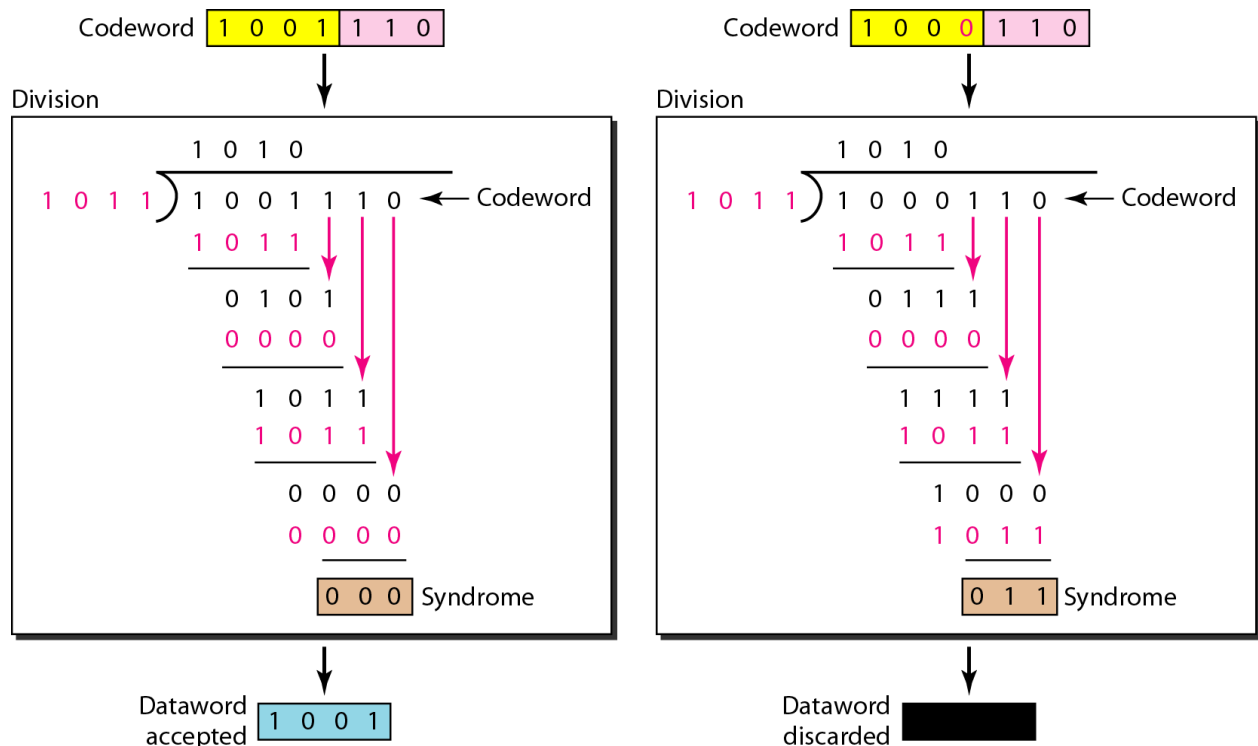 Codeword 1 0 0 1 1 1 0
Division
1 0 1 0
1 0 1 1 1 0 0 1 1 1 0 Codeword
1 0 1 1
0 1 0 1
0 0 0 0
1 0 1 1
1 0 1 1
0 0 0 0
0 0 0 0
0 0 0 Syndrome
Dataword
accepted
1 0 0 1
Codeword 1 0 0 0 1 1 0
Division
1 0 1 0
1 0 1 1 1 0 0 0 1 1 0 Codeword
1 0 1 1
0 1 1 1
0 0 0 0
1 1 1 1
1 0 1 1
1 0 0 0
1 0 1 1
0 1 1 Syndrome
Dataword
discarded